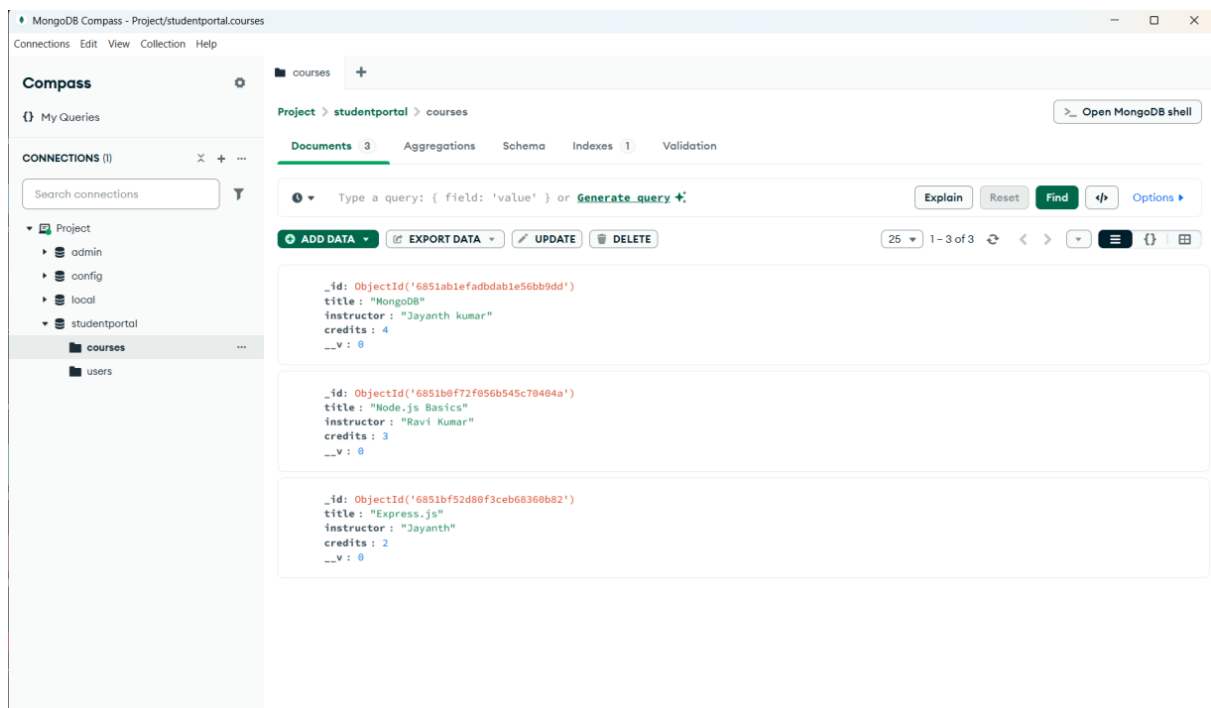 MongoDB Compass - Project/studentportal.courses
Connections Edit View Collection Help
Compass
{} My Queries
CONNECTIONS (1)
Search connections
Project
admin
config
local
studentportal
courses
users
courses
Project > studentportal > courses
>_ Open MongoDB shell
Documents 3 Aggregations Schema Indexes 1 Validation
Type a query: { field: 'value' } or Generate query
Explain Reset Find </> Options
ADD DATA EXPORT DATA UPDATE DELETE
25 1 – 3 of 3 {}
_id: ObjectId('6851ab1efadbdab1e56bb9dd')
title : "MongoDB"
instructor : "Jayanth kumar"
credits : 4
__v : 0
_id: ObjectId('6851b0f72f056b545c70404a')
title : "Node.js Basics"
instructor : "Ravi Kumar"
credits : 3
__v : 0
_id: ObjectId('6851bf52d80f3ceb68360b82')
title : "Express.js"
instructor : "Jayanth"
credits : 2
__v : 0